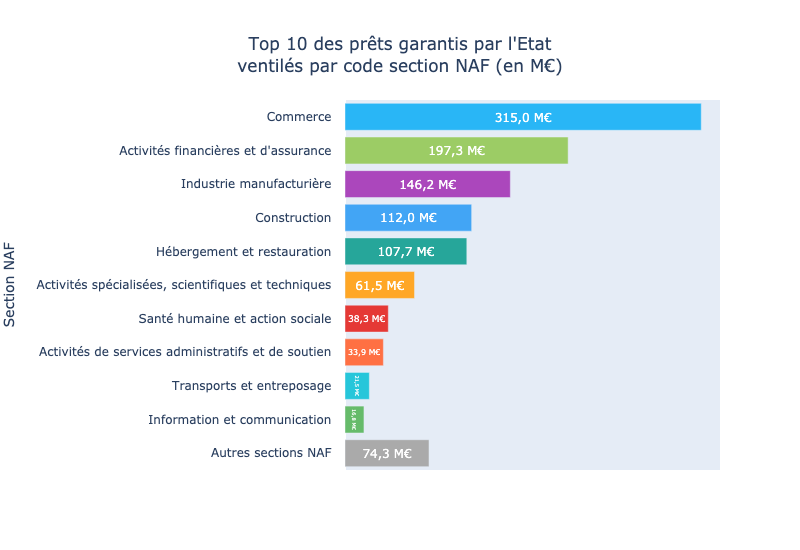 Top 10 des prêts garantis par l'Etat
ventilés par code section NAF (en M€)
Section NAF
Commerce 315,0 M€
Activités financières et d'assurance 197,3 M€
Industrie manufacturière 146,2 M€
Construction 112,0 M€
Hébergement et restauration 107,7 M€
Activités spécialisées, scientifiques et techniques 61,5 M€
Santé humaine et action sociale 38,3 M€
Activités de services administratifs et de soutien 33,9 M€
Transports et entreposage M€
Information et communication M€
Autres sections NAF 74,3 M€